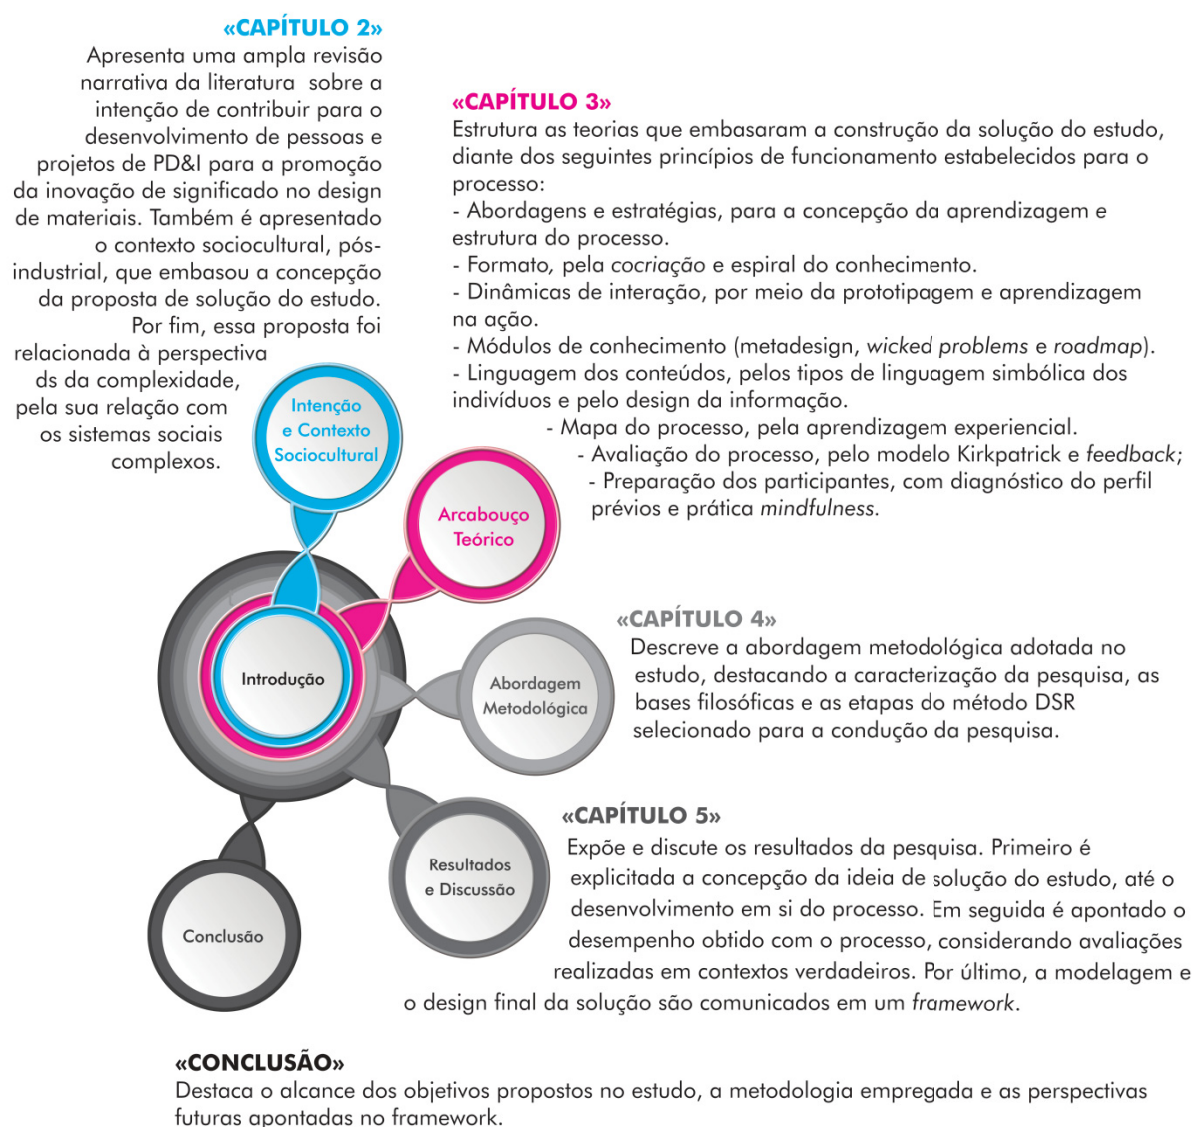 «CAPÍTULO 2»
Apresenta uma ampla revisão
narrativa da literatura sobre a
intenção de contribuir para o
desenvolvimento de pessoas e
projetos de PD&I para a promoção
da inovação de significado no design
de materiais. Também é apresentado
o contexto sociocultural, pós-
industrial, que embasou a concepção
da proposta de solução do estudo.
Por fim, essa proposta foi
relacionada à perspectiva
ds da complexidade,
pela sua relação com
os sistemas sociais
complexos.
«CAPÍTULO 3»
Estrutura as teorias que embasaram a construção da solução do estudo,
diante dos seguintes princípios de funcionamento estabelecidos para o
processo:
- Abordagens e estratégias, para a concepção da aprendizagem e
estrutura do processo.
- Formato, pela cocriação e espiral do conhecimento.
- Dinâmicas de interação, por meio da prototipagem e aprendizagem
na ação.
- Módulos de conhecimento (metadesign, wicked problems e roadmap).
- Linguagem dos conteúdos, pelos tipos de linguagem simbólica dos
indivíduos e pelo design da informação.
- Mapa do processo, pela aprendizagem experiencial.
- Avaliação do processo, pelo modelo Kirkpatrick e feedback;
- Preparação dos participantes, com diagnóstico do perfil
prévios e prática mindfulness.
Intenção
e Contexto
Sociocultural
Arcabouço
Teórico
Introdução
Abordagem
Metodológica
Resultados
e Discussão
Conclusão
«CAPÍTULO 4»
Descreve a abordagem metodológica adotada no
estudo, destacando a caracterização da pesquisa, as
bases filosóficas e as etapas do método DSR
selecionado para a condução da pesquisa.
«CAPÍTULO 5»
Expõe e discute os resultados da pesquisa. Primeiro é
explicitada a concepção da ideia de solução do estudo, até o
desenvolvimento em si do processo. Em seguida é apontado o
desempenho obtido com o processo, considerando avaliações
realizadas em contextos verdadeiros. Por último, a modelagem e
o design final da solução são comunicados em um framework.
«CONCLUSÃO»
Destaca o alcance dos objetivos propostos no estudo, a metodologia empregada e as perspectivas
futuras apontadas no framework.